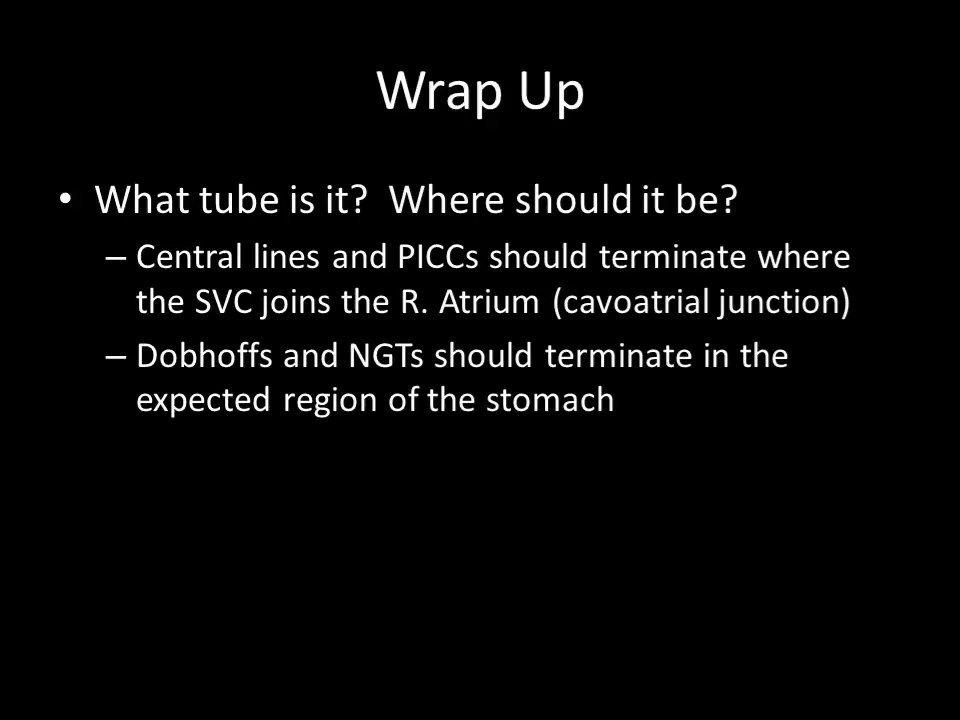 Wrap Up
• What tube is it?  Where should it be?
– Central lines and PICCs should terminate where
the SVC joins the R. Atrium (cavoatrial junction)
– Dobhoffs and NGTs should terminate in the
expected region of the stomach